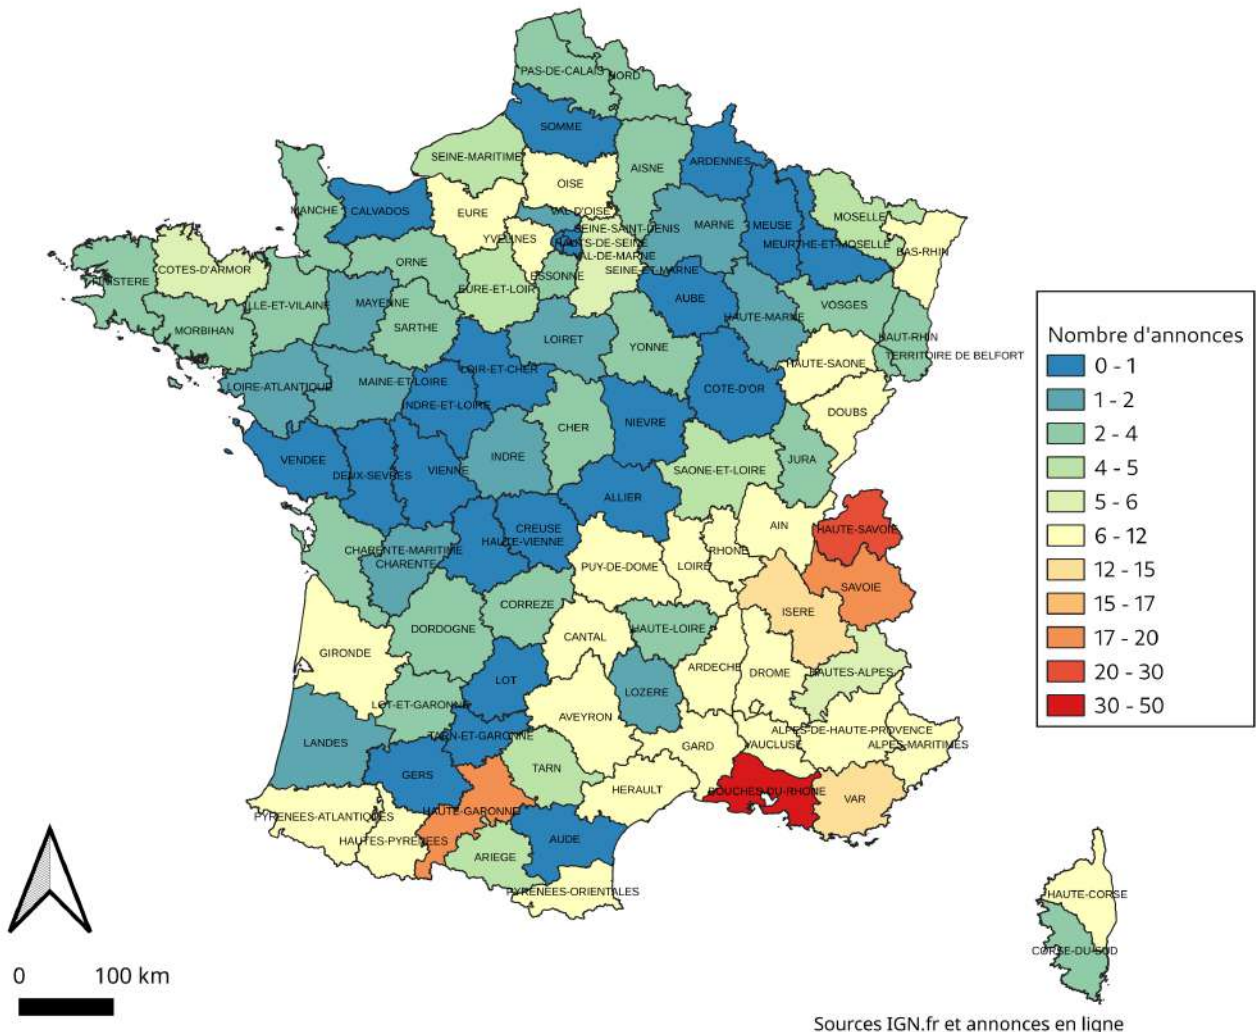 PAS-DE-CALAIS
NORD
SOMME
SEINE-MARITIME
AISNE
ARDENNES
OISE
MANCHE
CALVADOS
EURE
VAL D'OISE
MARNE
MEUSE
MOSELLE
SEINE-SAINT-DENIS
YVELINES
HAUTS-DE-SEINE
MEURTHE-ET-MOSELLE
BAS-RHIN
VAL-DE-MARNE
FINISTERE
COTES-D'ARMOR
ORNE
ESSONNE
SEINE-ET-MARNE
ILLE-ET-VILAINE
MAYENNE
EURE-ET-LOIR
AUBE
VOSGES
MORBIHAN
SARTHE
HAUTE-MARNE
LOIRET
YONNE
HAUT-RHIN
TERRITOIRE DE BELFORT
HAUTE-SAONE
LOIR-ET-CHER
LOIRE-ATLANTIQUE
MAINE-ET-LOIRE
COTE-D'OR
INDRE-ET-LOIRE
DOUBS
CHER
NIEVRE
VENDEE
DEUX-SEVRES
VIENNE
INDRE
SAONE-ET-LOIRE
JURA
ALLIER
CREUSE
AIN
HAUTE-SAVOIE
HAUTE-VIENNE
CHARENTE-MARITIME
CHARENTE
RHONE
PUY-DE-DOME
LOIRE
SAVOIE
CORREZE
ISERE
DORDOGNE
HAUTE-LOIRE
CANTAL
GIRONDE
ARDECHE
DROME
HAUTES-ALPES
LOT
LOZERE
LOT-ET-GARONNE
AVEYRON
ALPES-DE-HAUTE-PROVENCE
TARN-ET-GARONNE
LANDES
GARD
VAUCLUSE
ALPES-MARITIMES
TARN
GERS
HERAULT
BOUCHES-DU-RHONE
VAR
HAUTE-GARONNE
PYRENEES-ATLANTIQUES
HAUTES-PYRENEES
AUDE
ARIEGE
PYRENEES-ORIENTALES
HAUTE-CORSE
CORSE-DU-SUD
Nombre d'annonces
0 - 1
1 - 2
2 - 4
4 - 5
5 - 6
6 - 12
12 - 15
15 - 17
17 - 20
20 - 30
30 - 50
0 100 km
Sources IGN.fr et annonces en ligne